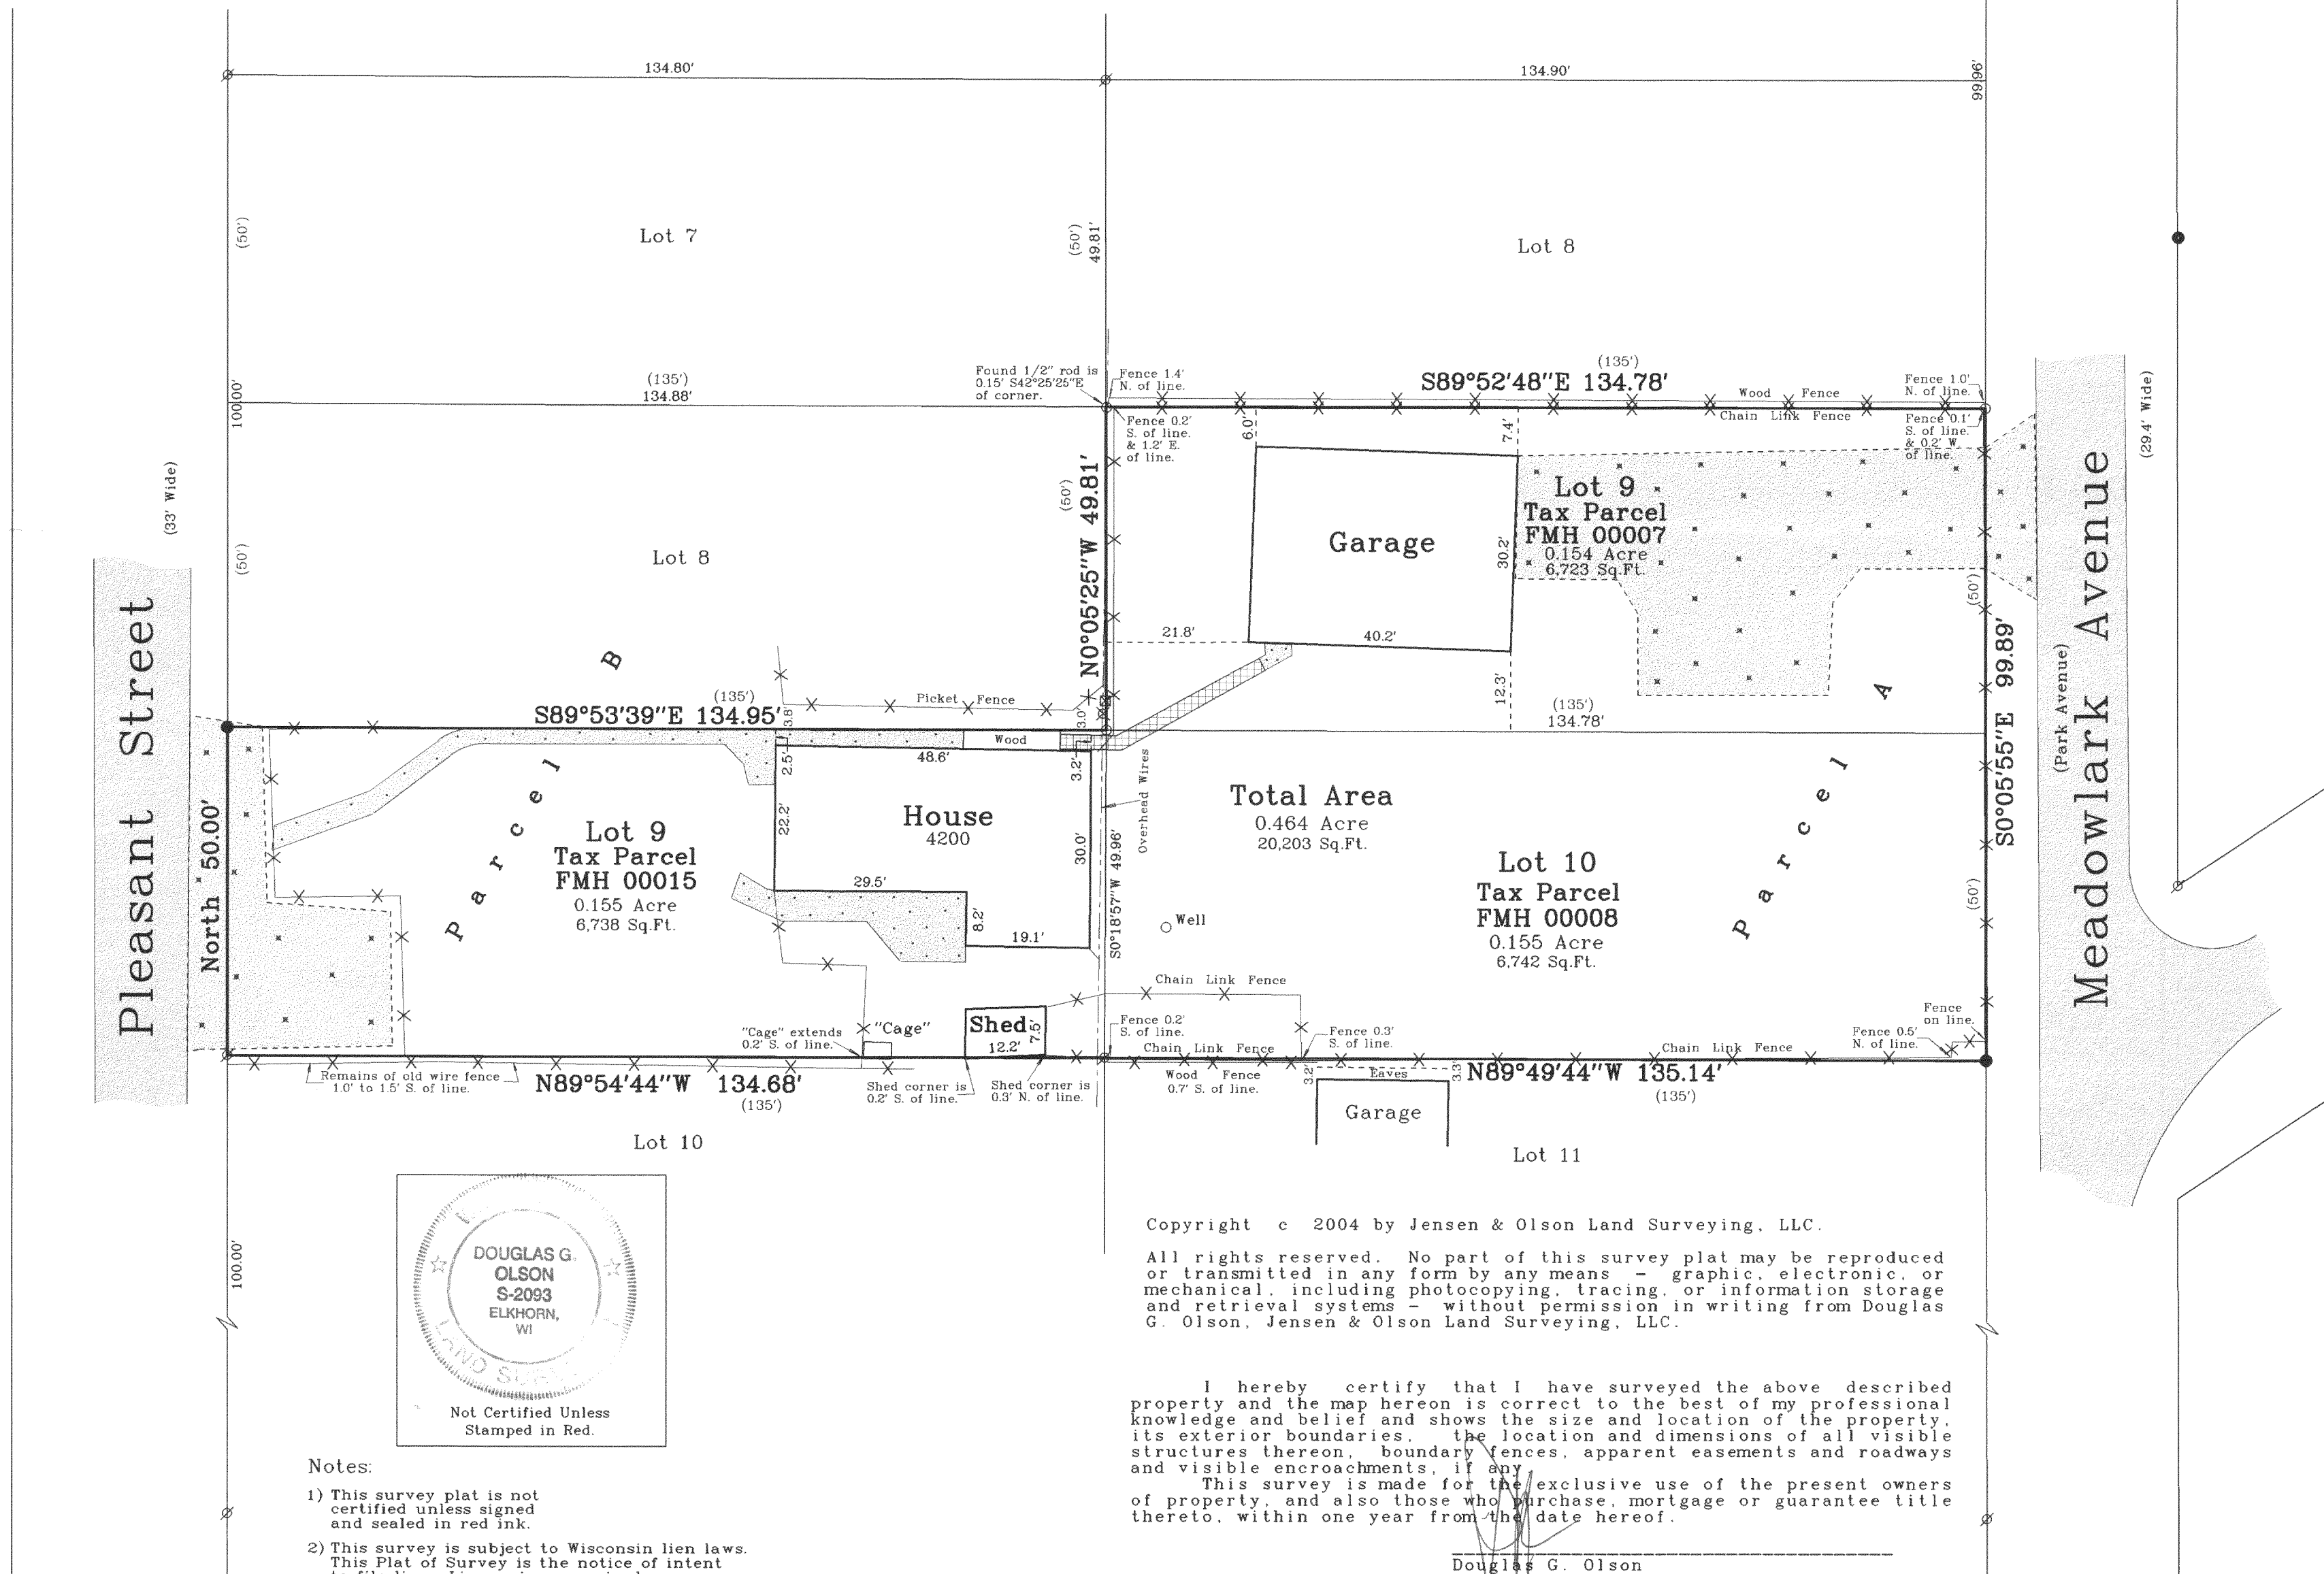 134.80'
134.90'
99.96'
(50')
Lot 7
(50')
49.81'
Lot 8
(135')
134.88'
100.00'
Found 1/2" rod is
0.15' S42°25'25"E
of corner.
Fence 1.4'
N. of line.
(135')
S89°52'48"E 134.78'
Wood Fence
Chain Link Fence
Fence 1.0'
N. of line.
Fence 0.2'
S. of line.
& 1.2' E.
of line.
6.0'
7.4'
Fence 0.1'
S. of line.
& 0.2' W.
of line.
(29.4' Wide)
(33' Wide)
(50')
Lot 8
(50')
N0°05'25"W 49.81'
Garage
30.2'
Lot 9
Tax Parcel
FMH 00007
0.154 Acre
6,723 Sq.Ft.
(50')
21.8'
40.2'
12.3'
(135')
134.78'
Pleasant Street
Parcel B
Parcel A
S0°05'55"E 99.89'
(Park Avenue)
Meadowlark Avenue
(135')
S89°53'39"E 134.95'
3.8'
Picket Fence
3.0'
Wood
2.5'
48.6'
3.2'
Overhead Wires
North 50.00'
22.2'
House
4200
30.0'
S0°18'57"W 49.96'
Total Area
0.464 Acre
20,203 Sq.Ft.
Lot 9
Tax Parcel
FMH 00015
0.155 Acre
6,738 Sq.Ft.
29.5'
8.2'
19.1'
Well
Lot 10
Tax Parcel
FMH 00008
0.155 Acre
6,742 Sq.Ft.
(50')
Chain Link Fence
"Cage" extends
0.2' S. of line.
"Cage"
Shed
12.2'
7.5'
Fence 0.2'
S. of line.
Chain Link Fence
Fence 0.3'
S. of line.
Chain Link Fence
Fence 0.5'
N. of line.
Fence
on line.
Remains of old wire fence
1.0' to 1.5' S. of line.
N89°54'44"W 134.68'
(135')
Shed corner is
0.2' S. of line.
Shed corner is
0.3' N. of line.
Wood Fence
0.7' S. of line.
3.2'
Eaves
3.3'
N89°49'44"W 135.14'
(135')
Garage
Lot 10
Lot 11
100.00'
DOUGLAS G.
OLSON
S-2093
ELKHORN,
WI
Not Certified Unless
Stamped in Red.
Copyright c 2004 by Jensen & Olson Land Surveying, LLC.
All rights reserved. No part of this survey plat may be reproduced
or transmitted in any form by any means - graphic, electronic, or
mechanical, including photocopying, tracing, or information storage
and retrieval systems - without permission in writing from Douglas
G. Olson, Jensen & Olson Land Surveying, LLC.
I hereby certify that I have surveyed the above described
property and the map hereon is correct to the best of my professional
knowledge and belief and shows the size and location of the property,
its exterior boundaries, the location and dimensions of all visible
structures thereon, boundary fences, apparent easements and roadways
and visible encroachments, if any.
This survey is made for the exclusive use of the present owners
of property, and also those who purchase, mortgage or guarantee title
thereto, within one year from the date hereof.
Douglas G. Olson
Notes:
1) This survey plat is not
certified unless signed
and sealed in red ink.
2) This survey is subject to Wisconsin lien laws.
This Plat of Survey is the notice of intent